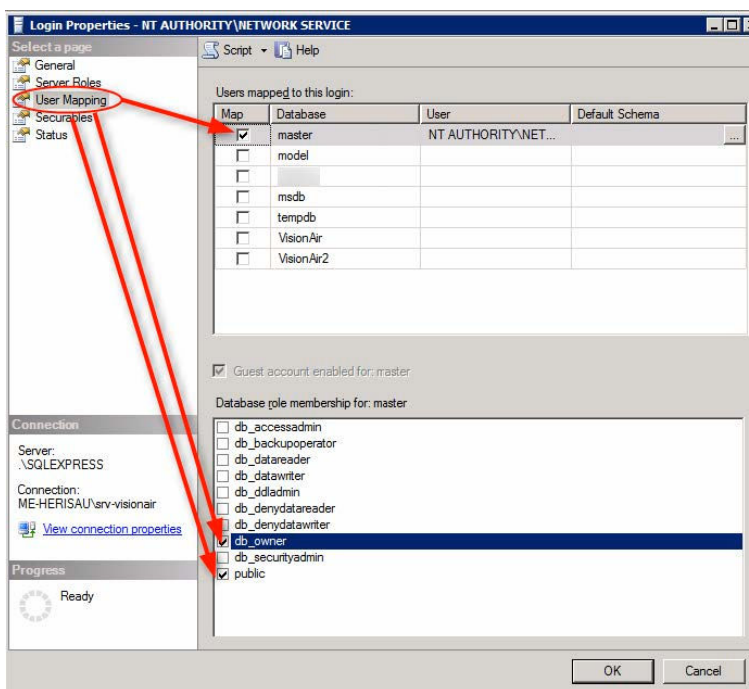 Login Properties - NT AUTHORITY\NETWORK SERVICE
Select a page
General
Server Roles
User Mapping
Securables
Status
Script Help
Users mapped to this login:
Map Database User Default Schema
master NT AUTHORITY\NET... ...
model
msdb
tempdb
VisionAir
VisionAir2
Guest account enabled for: master
Database role membership for: master
db_accessadmin
db_backupoperator
db_datareader
db_datawriter
db_ddladmin
db_denydatareader
db_denydatawriter
db_owner
db_securityadmin
public
Connection
Server:
.\SQLEXPRESS
Connection:
ME-HERISAU\srv-visionair
View connection properties
Progress
Ready
OK Cancel